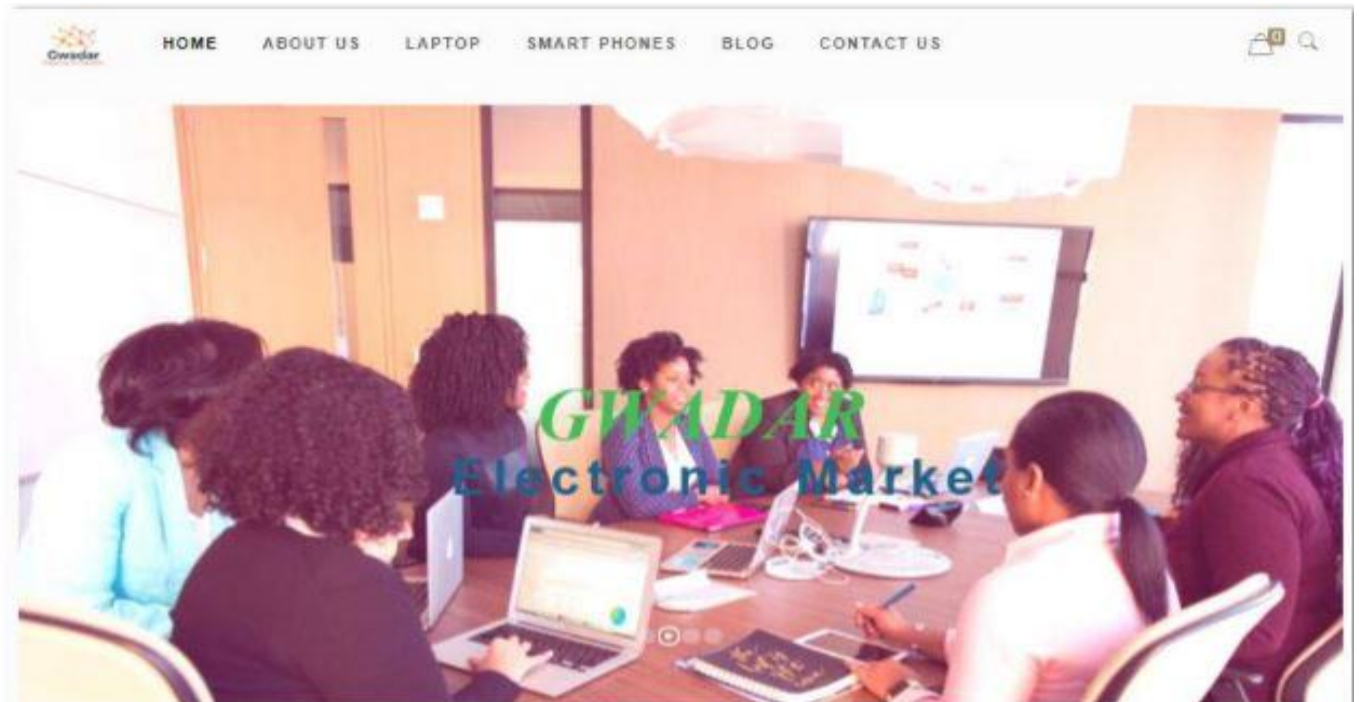 Gwadar
HOME ABOUT US LAPTOP SMART PHONES BLOG CONTACT US
0
GWADAR
Electronic Market